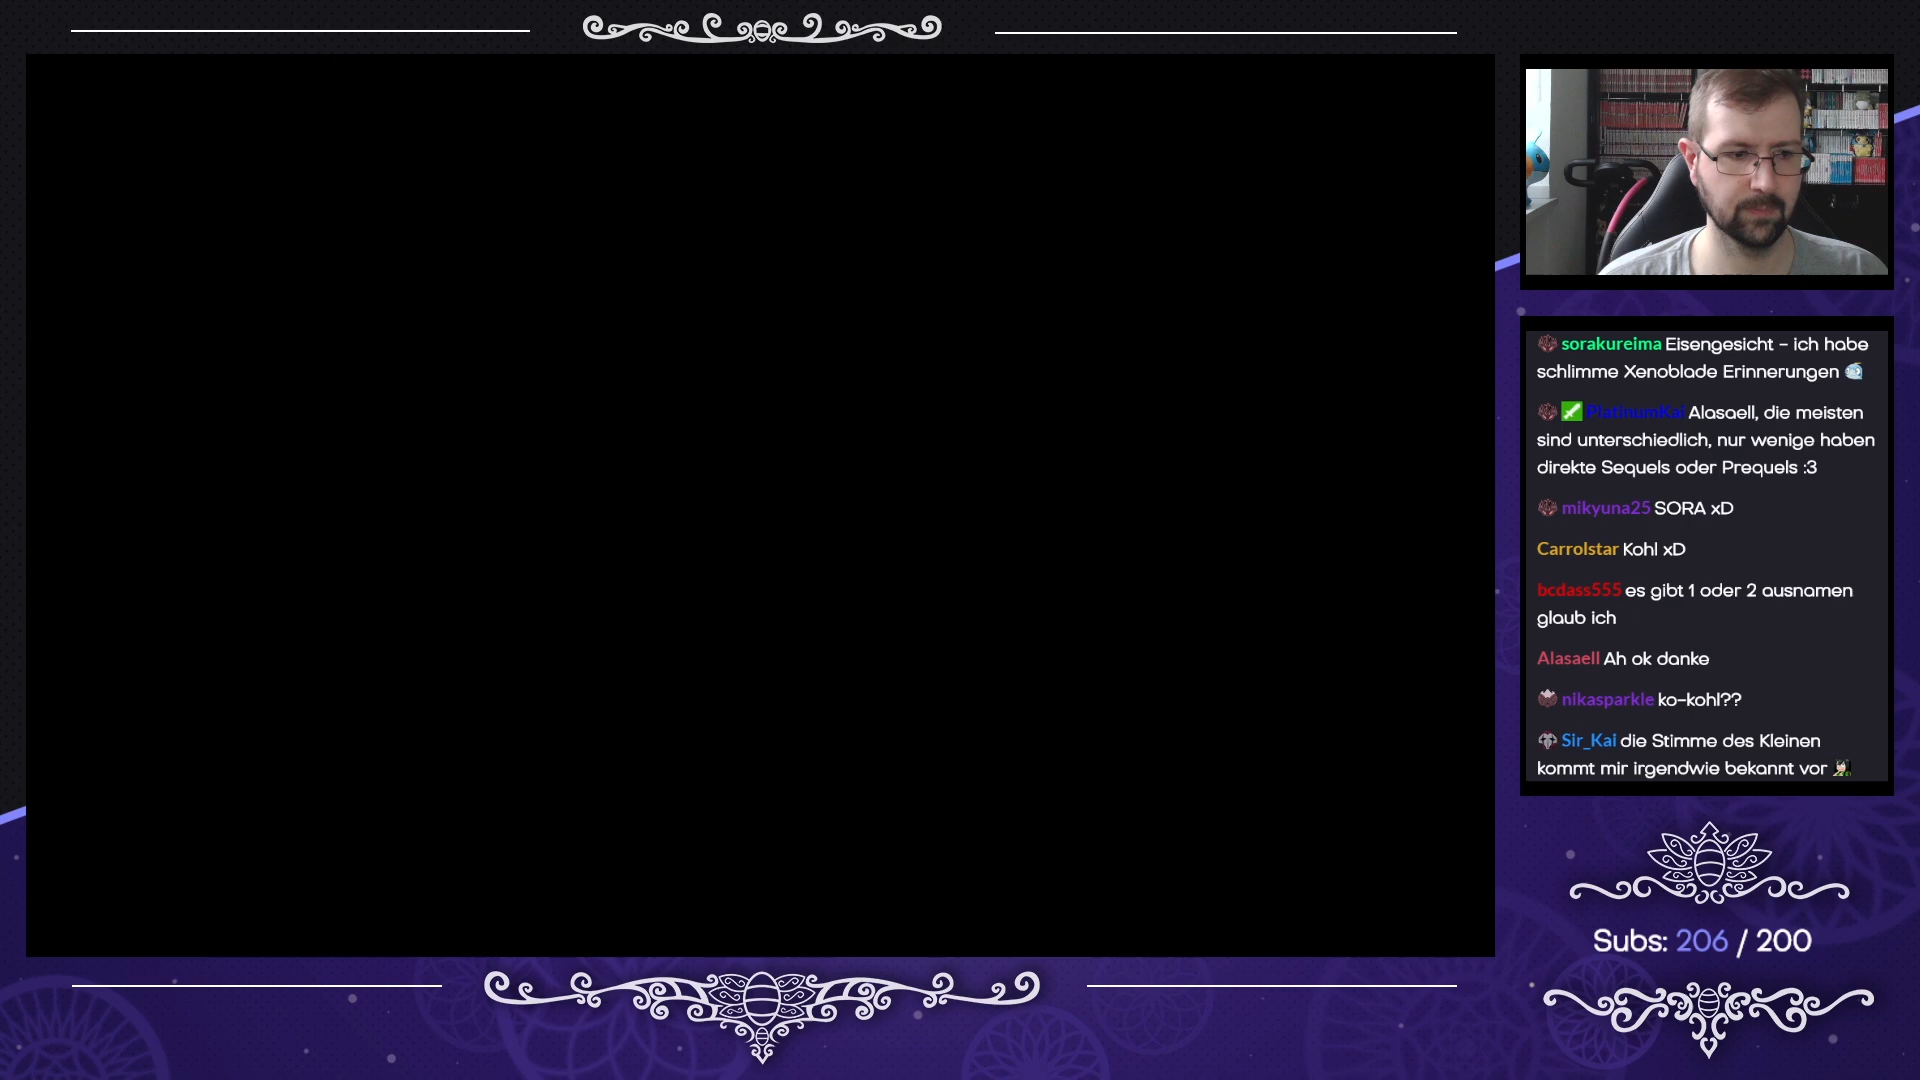 sorakureima Eisengesicht - ich habe
schlimme Xenoblade Erinnerungen
PlatinumKai Alasaell, die meisten
sind unterschiedlich, nur wenige haben
direkte Sequels oder Prequels :3
mikyuna25 SORA xD
Carrolstar Kohl xD
bcdass555 es gibt 1 oder 2 ausnamen
glaub ich
Alasaell Ah ok danke
nikasparkle ko-kohl??
Sir_Kai die Stimme des Kleinen
kommt mir irgendwie bekannt vor
Subs: 206 / 200